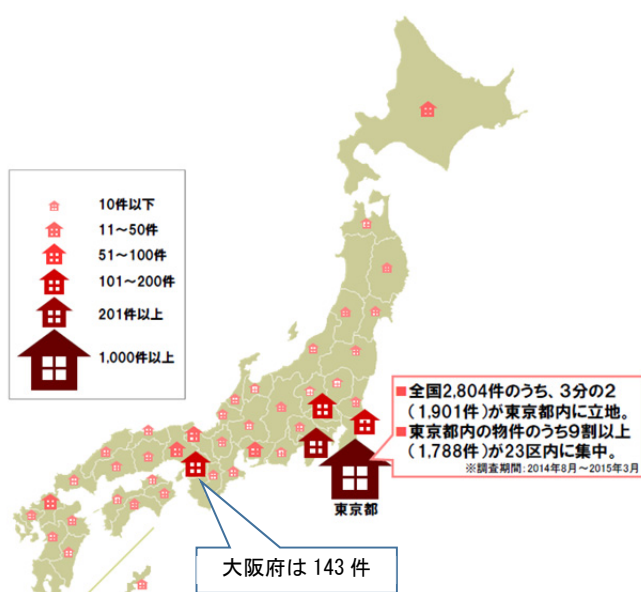 10件以下
11～50件
51～100件
101～200件
201件以上
1,000件以上
■全国2,804件のうち、3分の2
（1,901件）が東京都内に立地。
■東京都内の物件のうち9割以上
（1,788件）が23区内に集中。
※調査期間：2014年8月～2015年3月
東京都
大阪府は 143 件